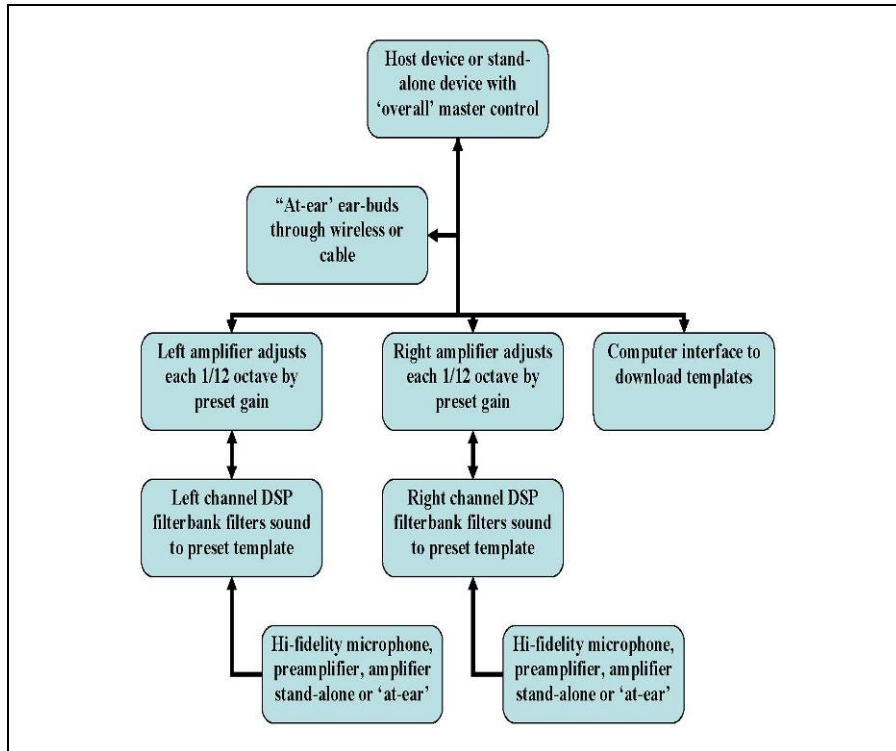 Host device or stand-
alone device with
‘overall’ master control
“At-ear’ ear-buds
through wireless or
cable
Left amplifier adjusts
each 1/12 octave by
preset gain
Right amplifier adjusts
each 1/12 octave by
preset gain
Computer interface to
download templates
Left channel DSP
filterbank filters sound
to preset template
Right channel DSP
filterbank filters sound
to preset template
Hi-fidelity microphone,
preamplifier, amplifier
stand-alone or ‘at-ear’
Hi-fidelity microphone,
preamplifier, amplifier
stand-alone or ‘at-ear’